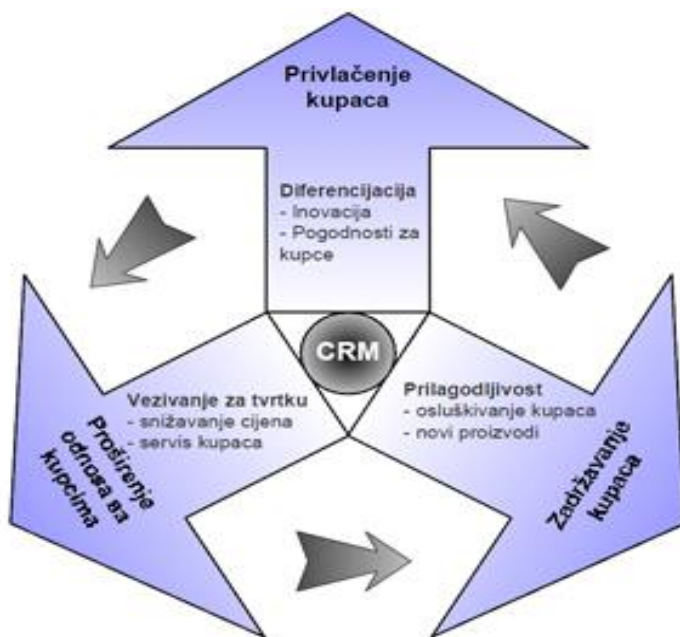 Privlačenje
kupaca
Diferencijacija
- Inovacija
- Pogodnosti za
kupce
CRM
Vezivanje za tvrtku
- snižavanje cijena
- servis kupaca
Prilagodljivost
- osluškivanje kupaca
- novi proizvodi
Proširenje
odnosa sa
kupcima
Zadržavanje
kupaca